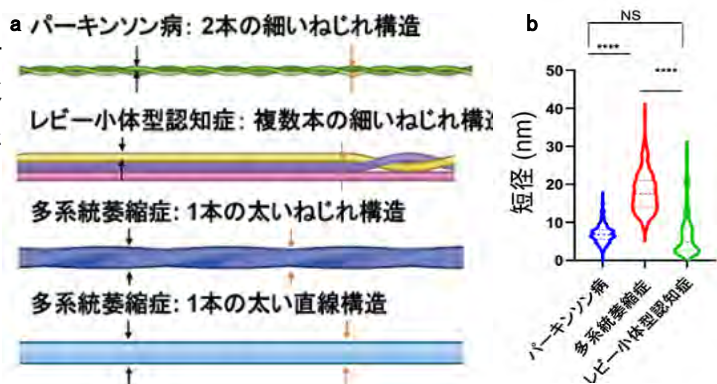 a
パーキンソン病: 2本の細いねじれ構造
レビー小体型認知症: 複数本の細いねじれ構造
多系統萎縮症: 1本の太いねじれ構造
多系統萎縮症: 1本の太い直線構造
b
NS
****
****
短径 (nm)
50
40
30
20
10
0
パーキンソン病
多系統萎縮症
レビー小体型認知症